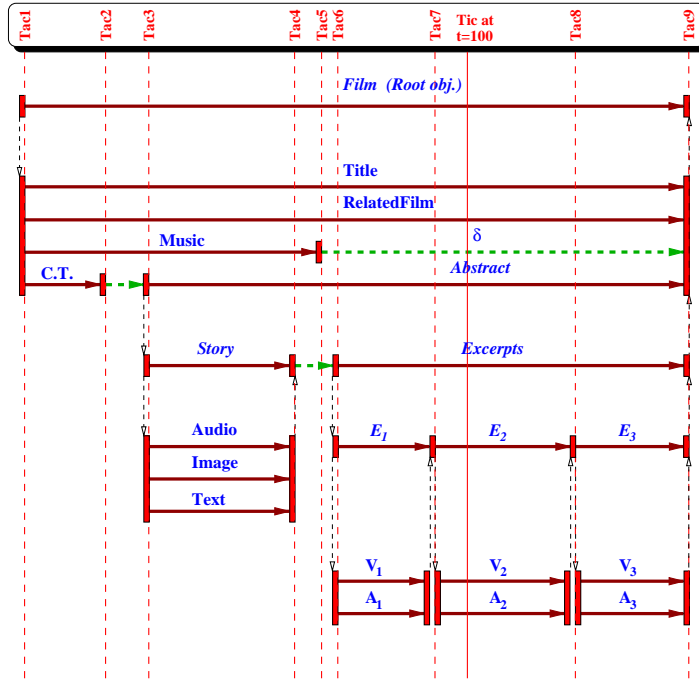 Tac1
Tac2
Tac3
Tac4
Tac5
Tac6
Tac7
Tic at
t=100
Tac8
Tac9
Film (Root obj.)
Title
RelatedFilm
Music
δ
C.T.
Abstract
Story
Excerpts
Audio
E1
E2
E3
Image
Text
V1
V2
V3
A1
A2
A3